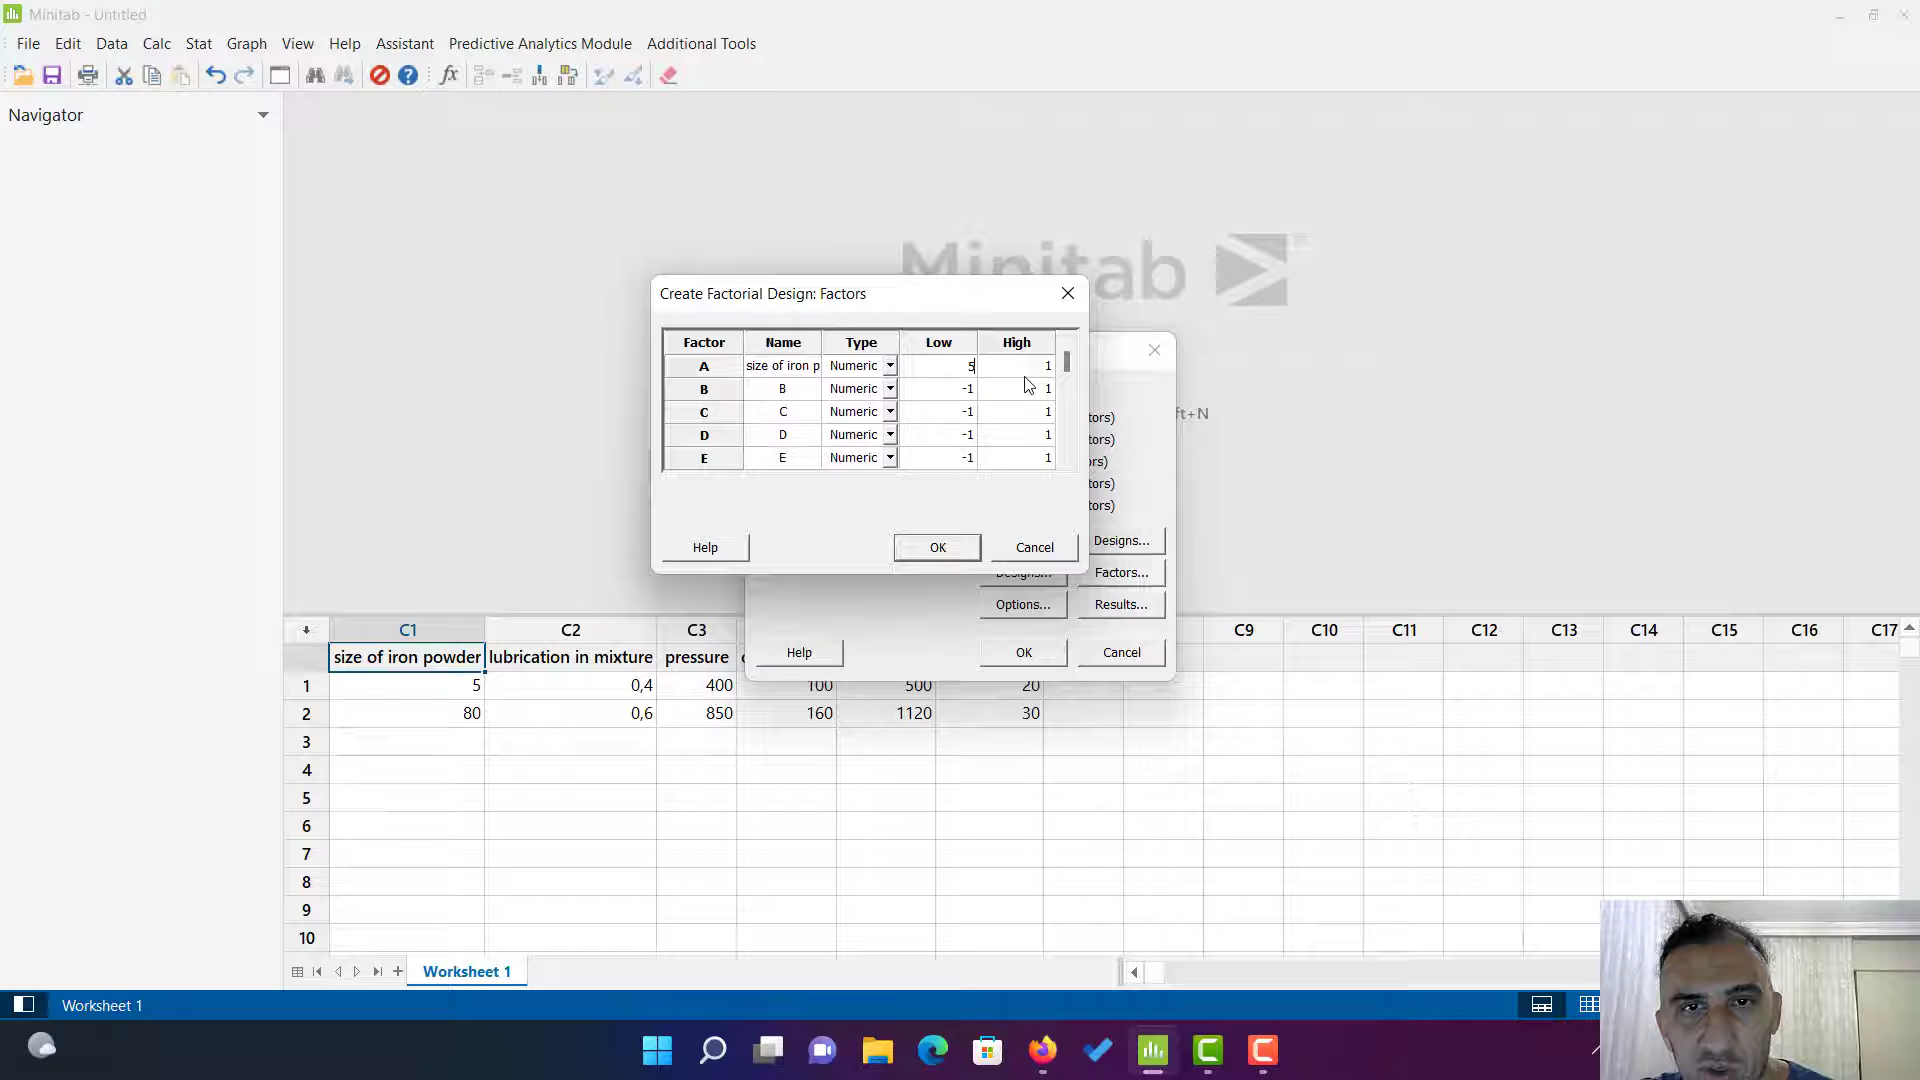 Minitab - Untitled
File Edit Data Calc Stat Graph View Help Assistant Predictive Analytics Module Additional Tools
Navigator
Minitab
Create Factorial Design: Factors
Factor Name Type Low High
A size of iron p Numeric 5 1
B B Numeric -1 1
C C Numeric -1 1
D D Numeric -1 1
E E Numeric -1 1
Help OK Cancel
ft+N
tors)
tors)
rs)
tors)
tors)
Designs...
Designs... Factors...
Options... Results...
Help OK Cancel
C1 C2 C3 C9 C10 C11 C12 C13 C14 C15 C16 C17
size of iron powder lubrication in mixture pressure
1 5 0,4 400 100 500 20
2 80 0,6 850 160 1120 30
3
4
5
6
7
8
9
10
Worksheet 1
Worksheet 1